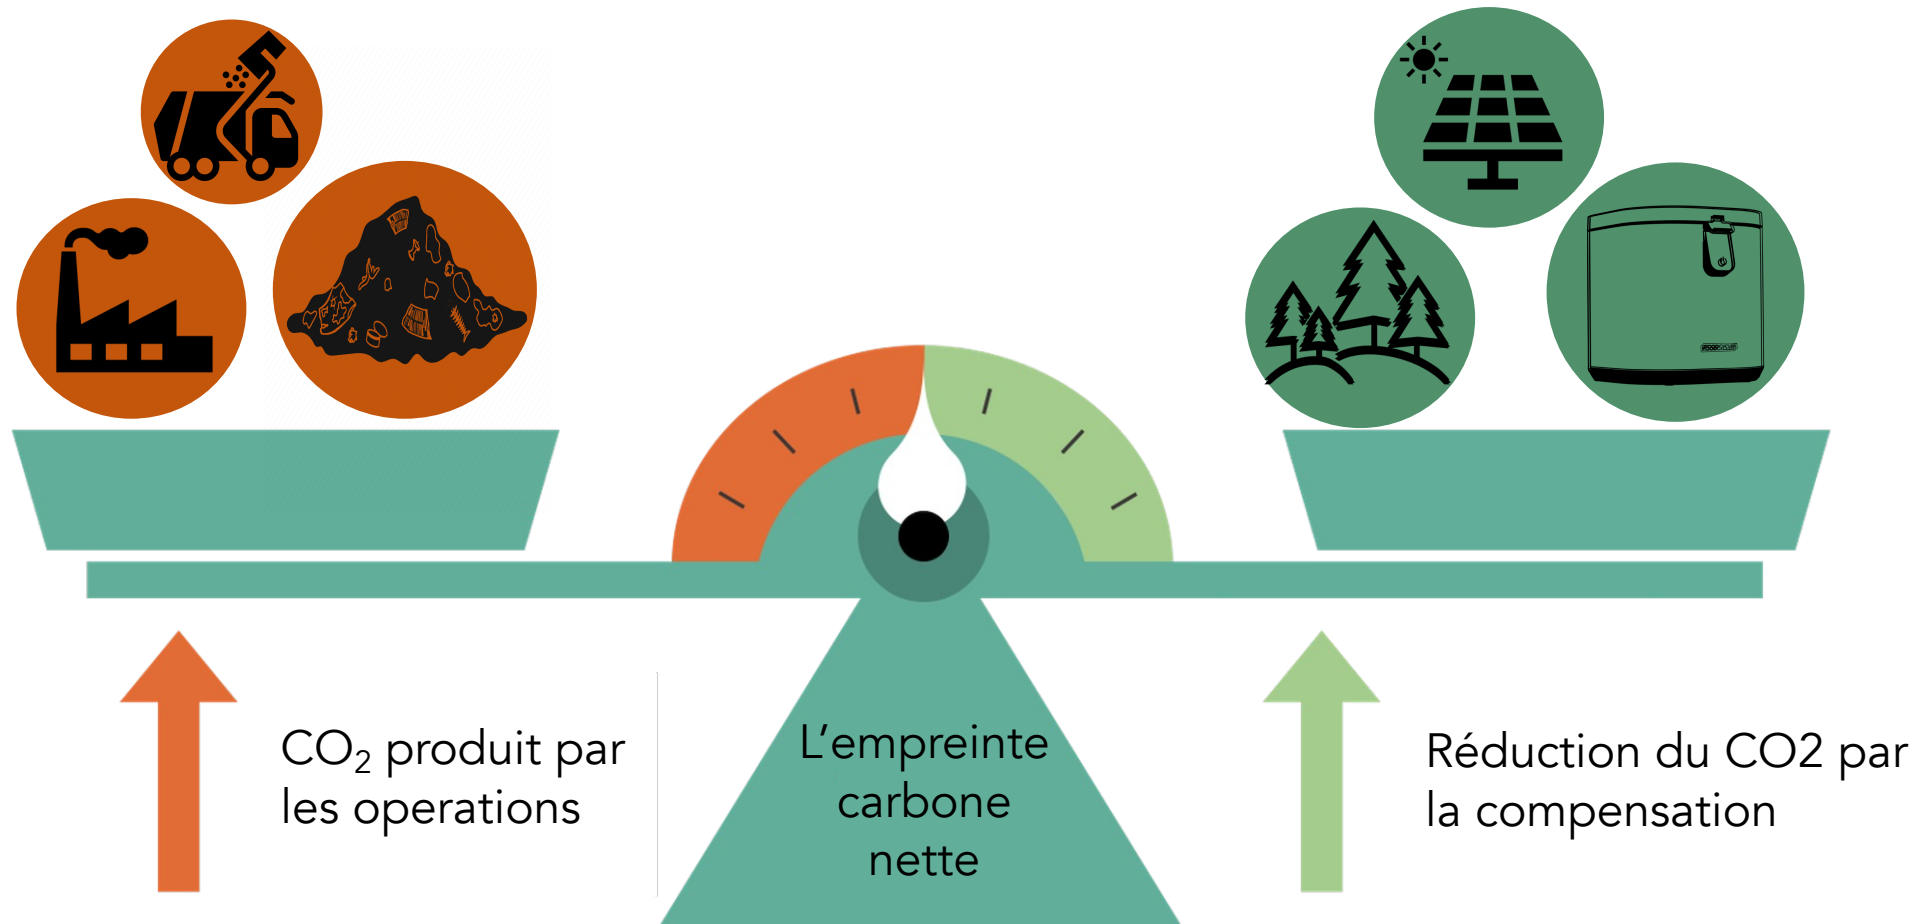 CO₂ produit par
les operations
L’empreinte
carbone
nette
Réduction du CO2 par
la compensation